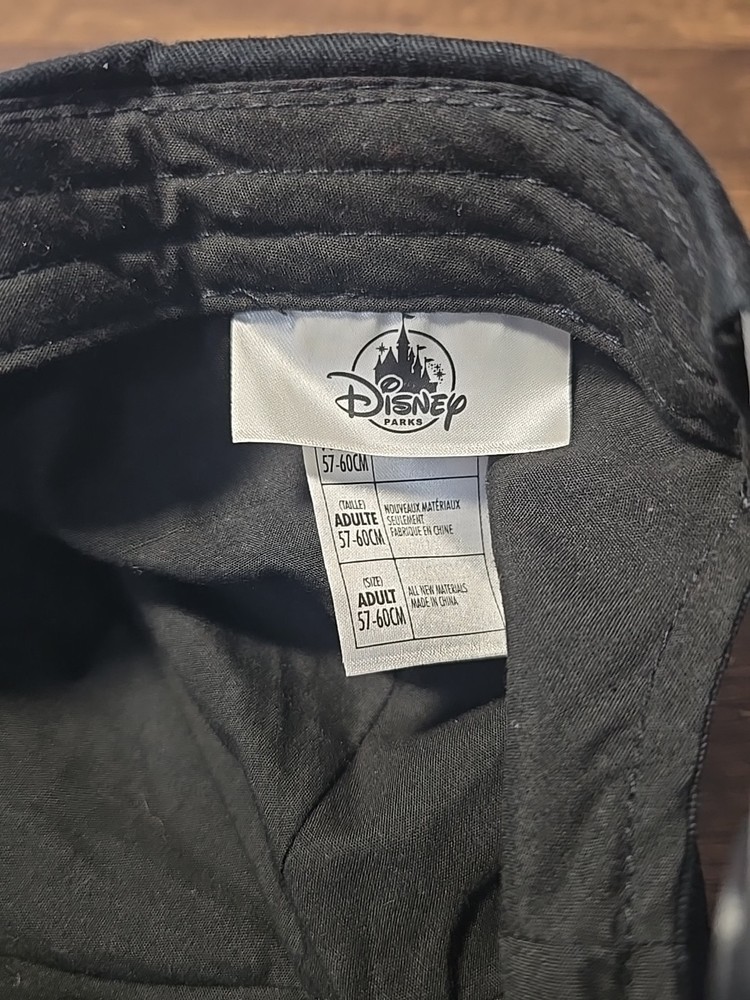 Disney
PARKS
57-60CM
(TAILLE)
ADULTE
57-60CM
NOUVEAUX MATÉRIAUX
SEULEMENT
FABRIQUÉ EN CHINE
(SIZE)
ADULT
57-60CM
ALL NEW MATERIALS
MADE IN CHINA